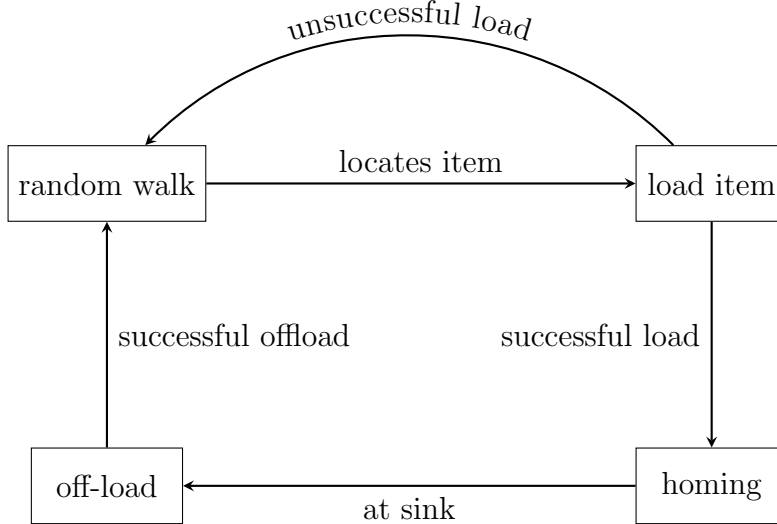 unsuccessful load
locates item
random walk
load item
successful offload
successful load
off-load
homing
at sink